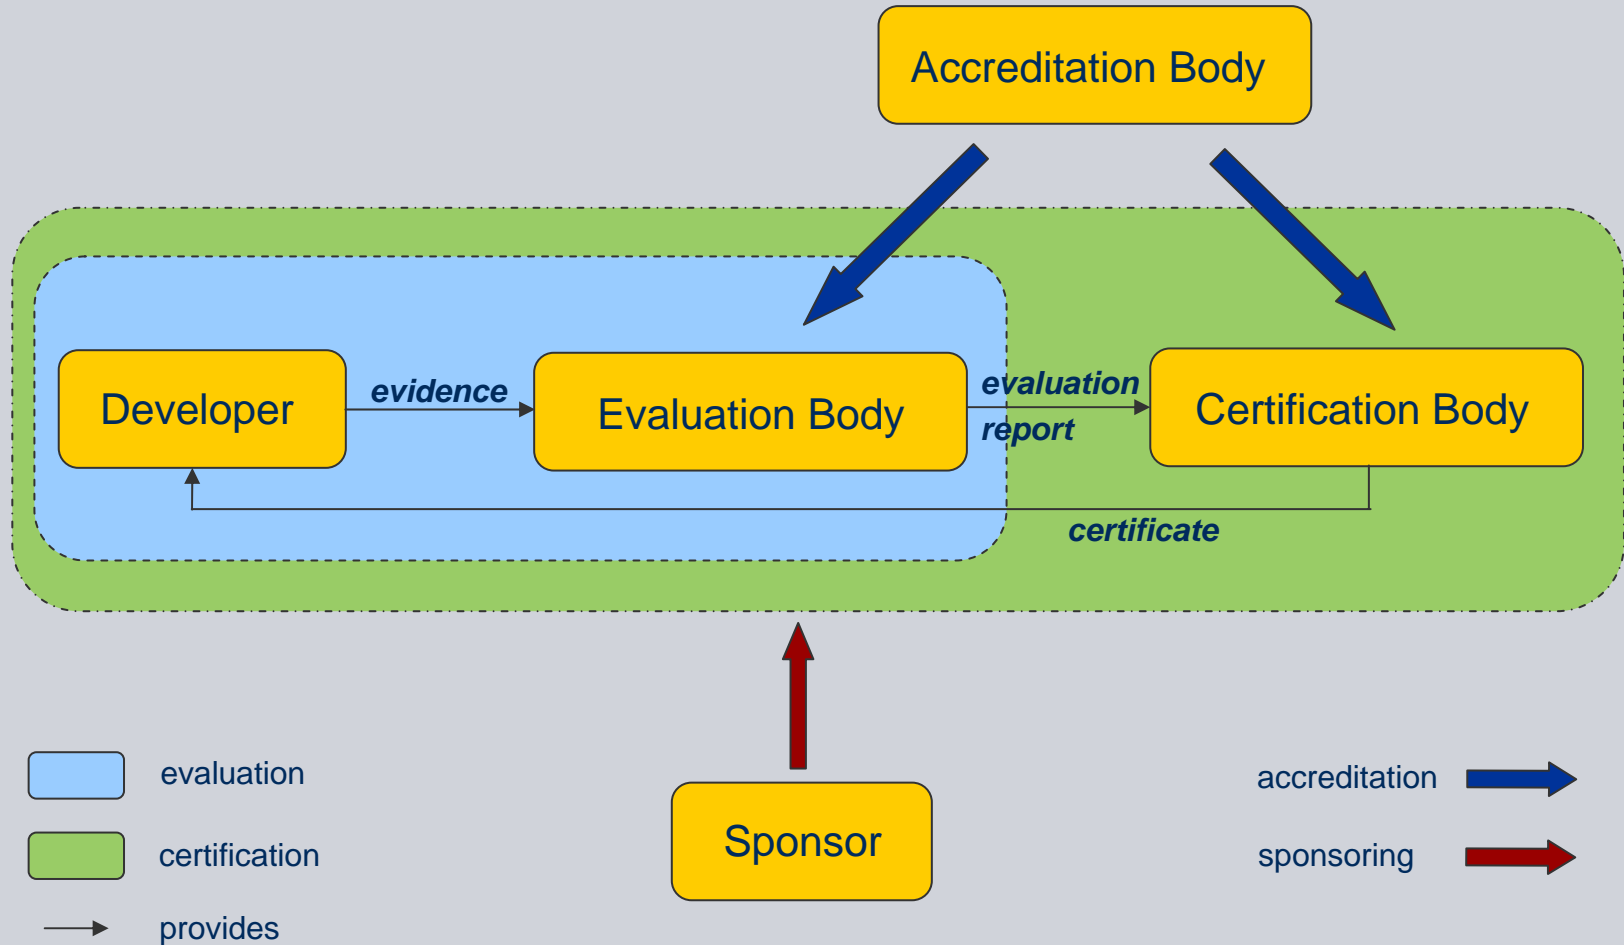 Accreditation Body
Developer
evidence
Evaluation Body
evaluation
report
Certification Body
certificate
evaluation
certification
provides
Sponsor
accreditation
sponsoring